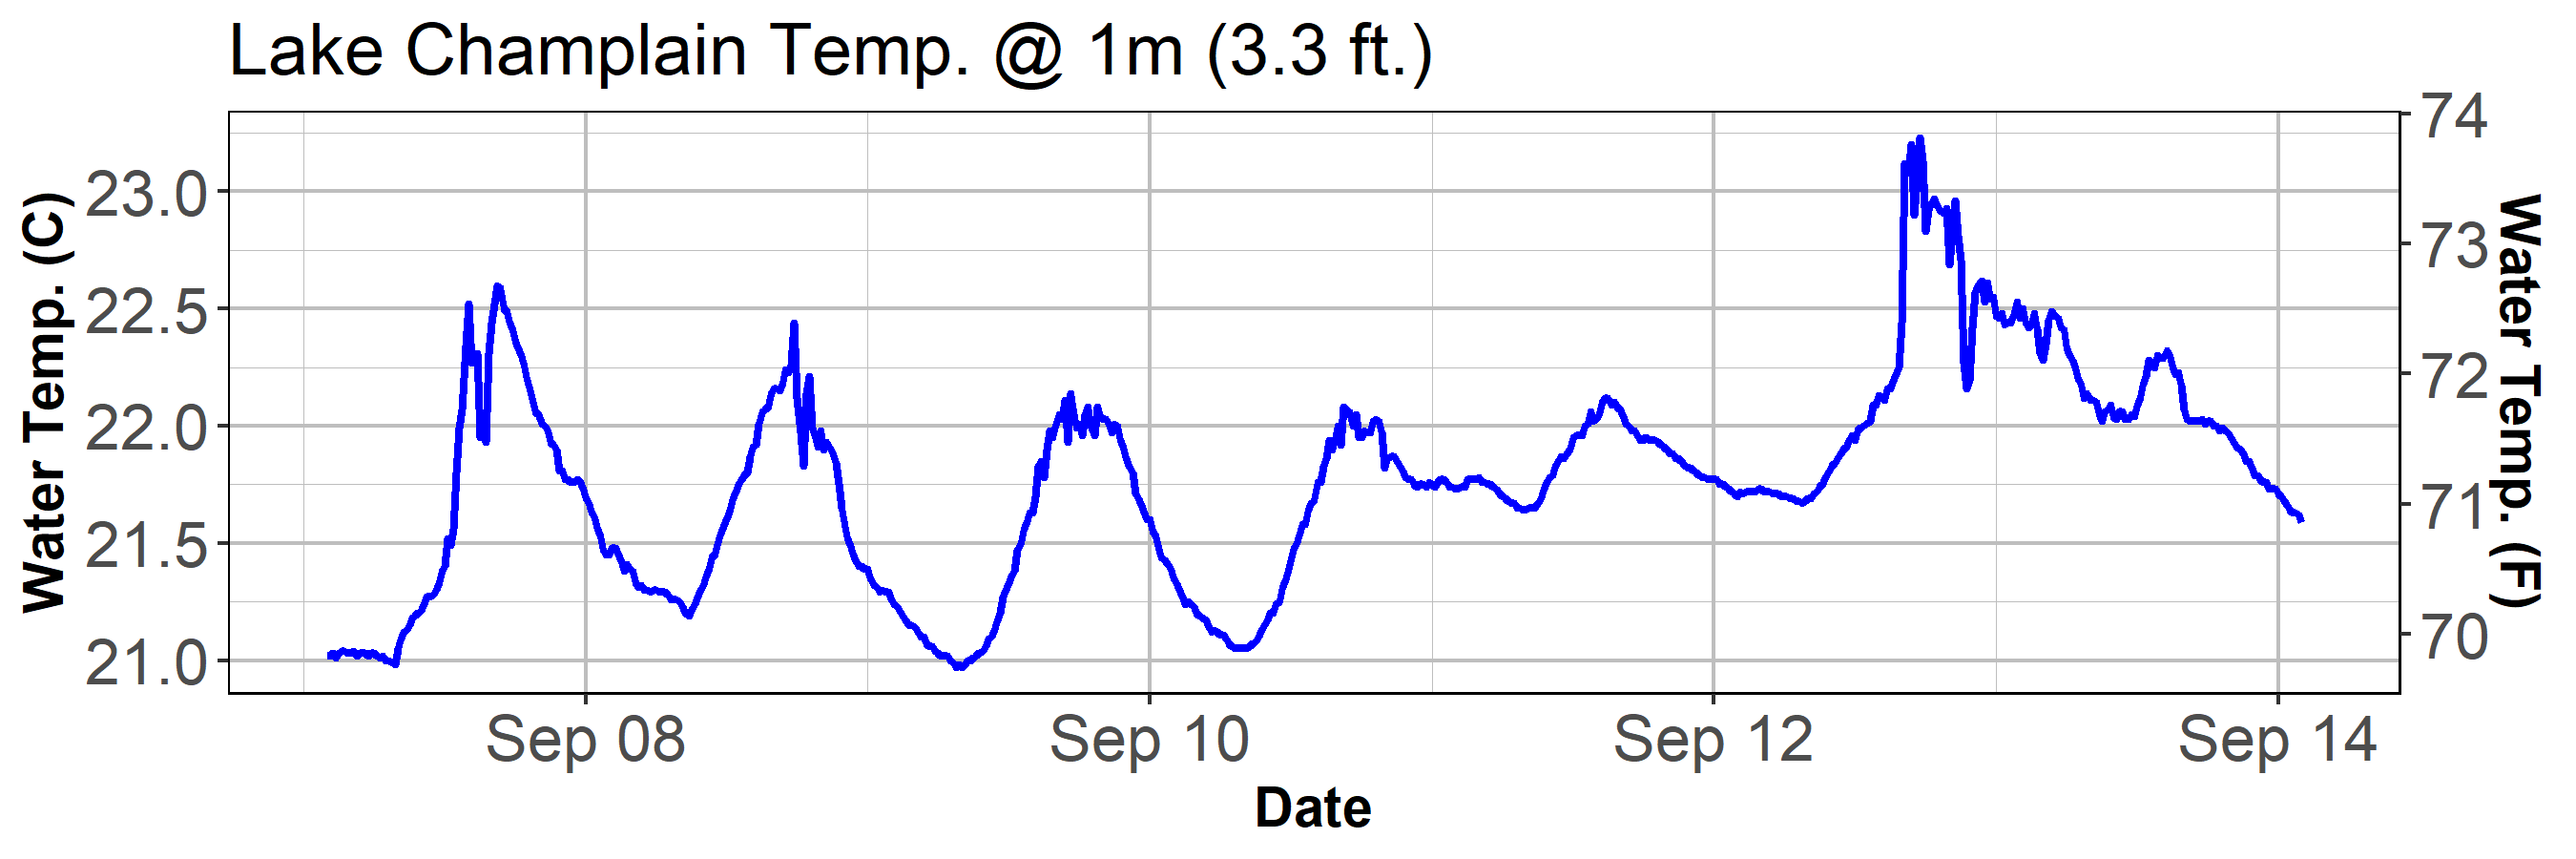 Lake Champlain Temp. @ 1m (3.3 ft.)
Water Temp. (C)
23.0
22.5
22.0
21.5
21.0
74
73
72
71
70
Water Temp. (F)
Sep 08
Sep 10
Sep 12
Sep 14
Date